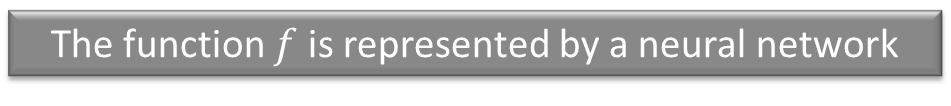 The function f is represented by a neural network